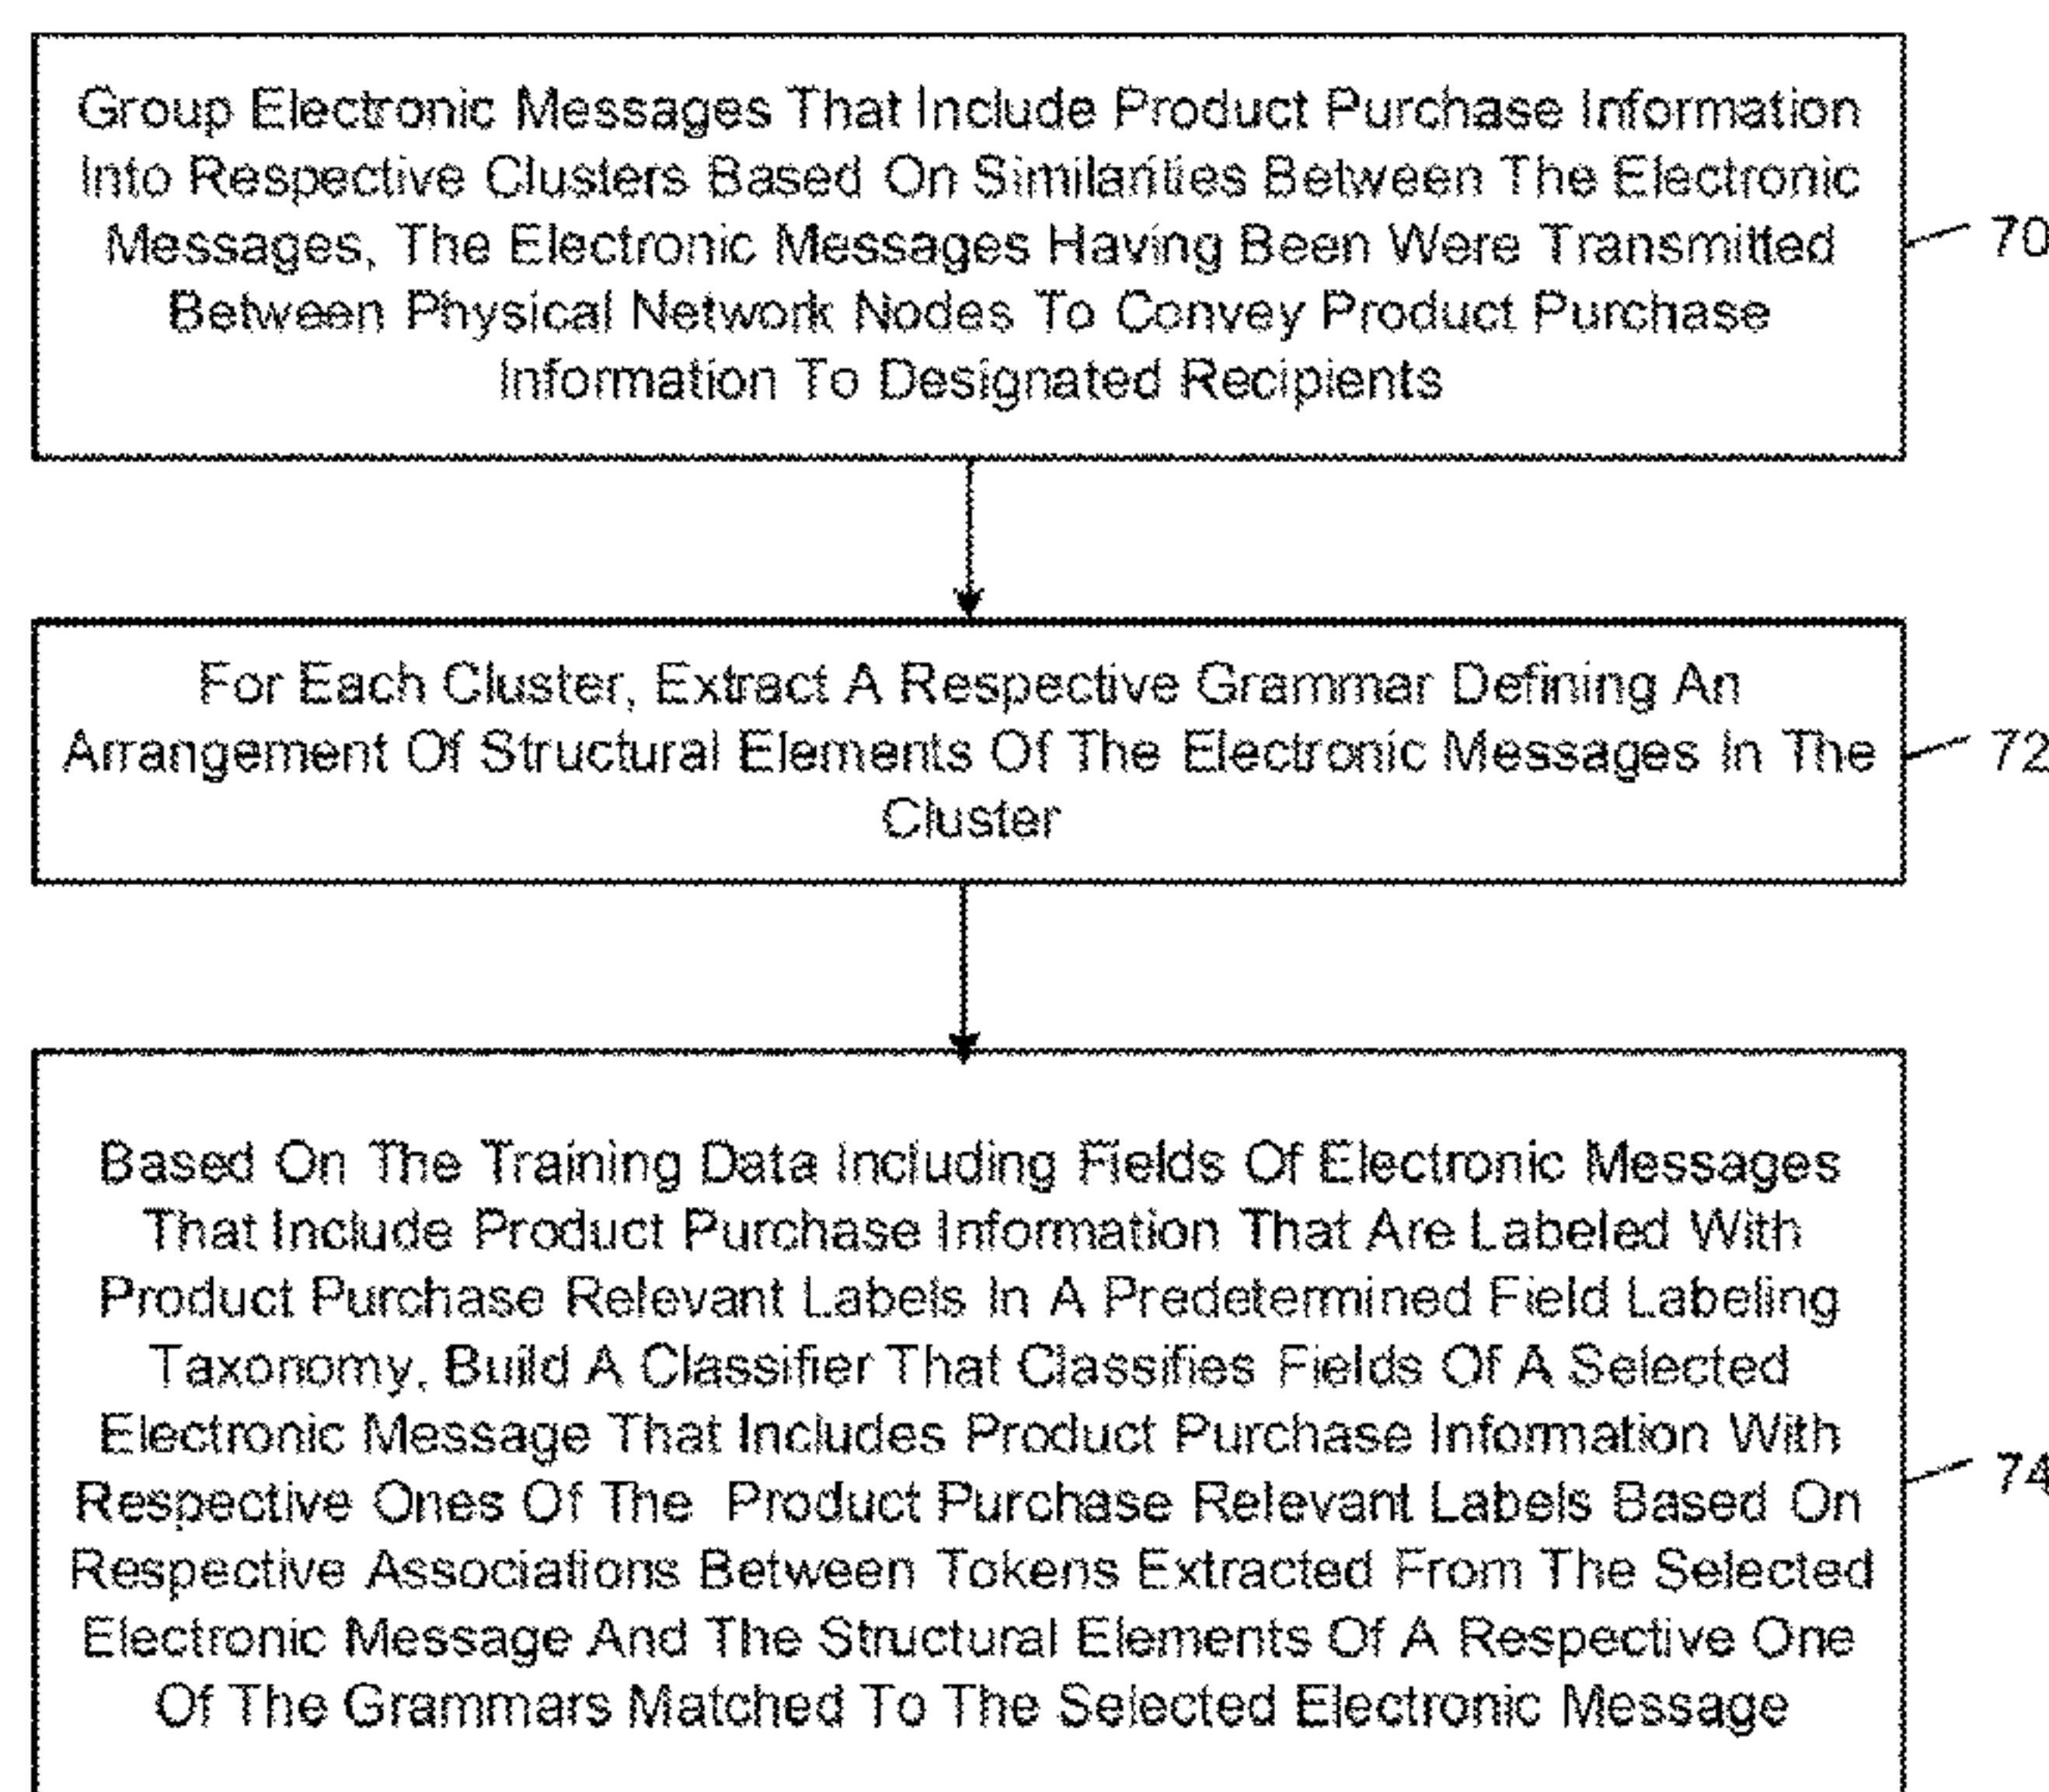 Group Electronic Messages That Include Product Purchase Information
Into Respective Clusters Based On Similarities Between The Electronic
Messages, The Electronic Messages Having Been Were Transmitted
Between Physical Network Nodes To Convey Product Purchase
Information To Designated Recipients
70
For Each Cluster, Extract A Respective Grammar Defining An
Arrangement Of Structural Elements Of The Electronic Messages In The
Cluster
72
Based On The Training Data Including Fields Of Electronic Messages
That Include Product Purchase Information That Are Labeled With
Product Purchase Relevant Labels In A Predetermined Field Labeling
Taxonomy, Build A Classifier That Classifies Fields Of A Selected
Electronic Message That Includes Product Purchase Information With
Respective Ones Of The Product Purchase Relevant Labels Based On
Respective Associations Between Tokens Extracted From The Selected
Electronic Message And The Structural Elements Of A Respective One
Of The Grammars Matched To The Selected Electronic Message
74